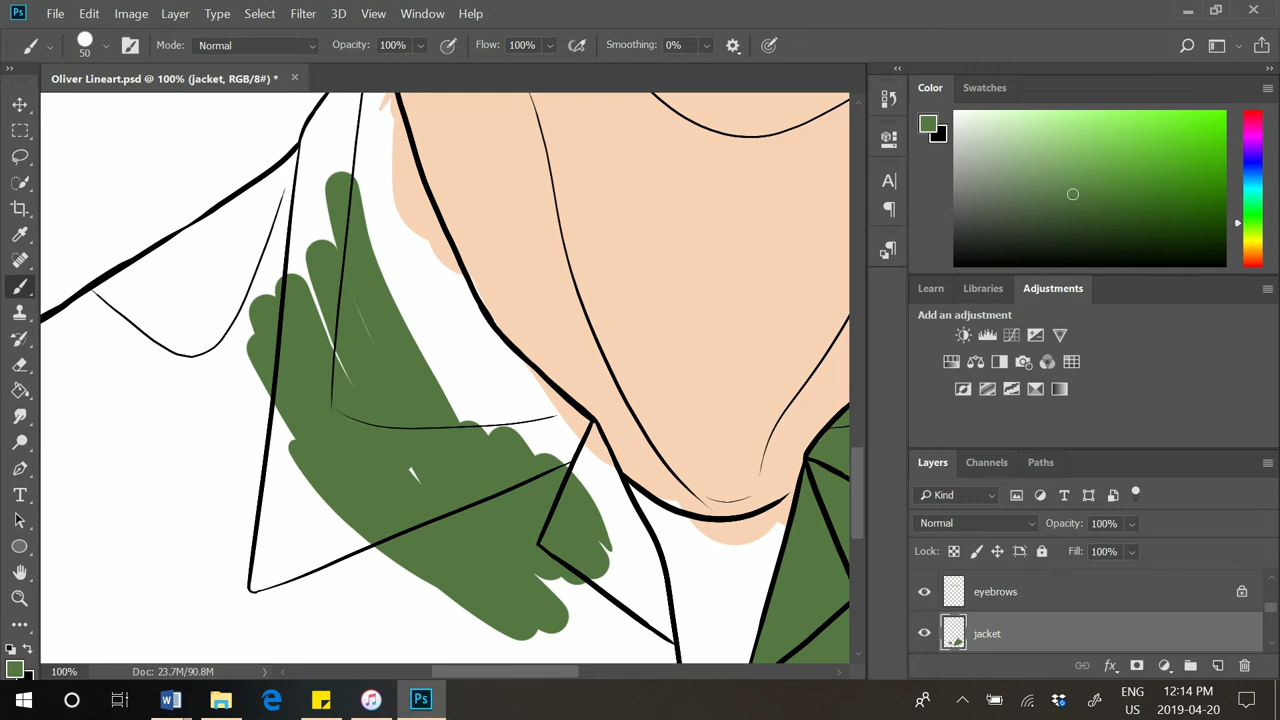 Ps File Edit Image Layer Type Select Filter 3D View Window Help
50 Mode: Normal Opacity: 100% Flow: 100% Smoothing: 0%
Oliver Lineart.psd @ 100% (jacket, RGB/8#) *
Color Swatches
Learn Libraries Adjustments
Add an adjustment
Layers Channels Paths
Kind
Normal Opacity: 100%
Lock: Fill: 100%
eyebrows
jacket
100% Doc: 23.7M/90.8M
Ps
ENG
US
12:14 PM
2019-04-20